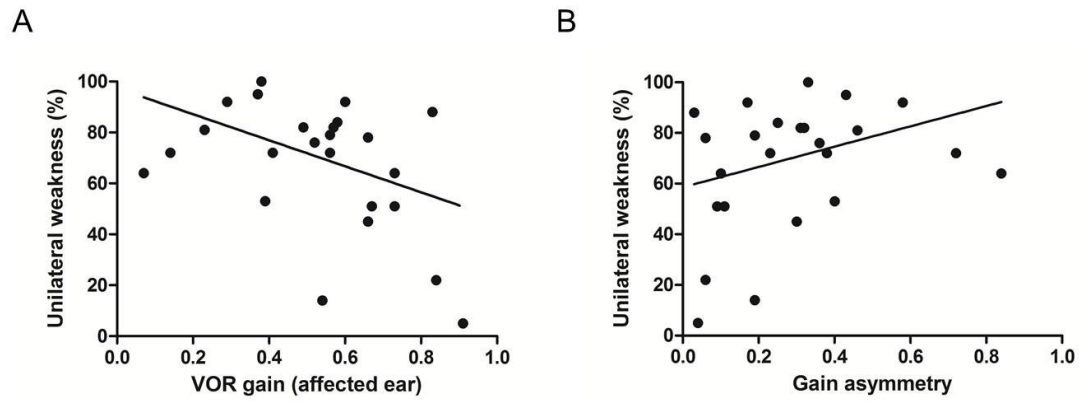 A
B
Unilateral weakness (%)
100
80
60
40
20
0
0.0 0.2 0.4 0.6 0.8 1.0
VOR gain (affected ear)
Unilateral weakness (%)
100
80
60
40
20
0
0.0 0.2 0.4 0.6 0.8 1.0
Gain asymmetry